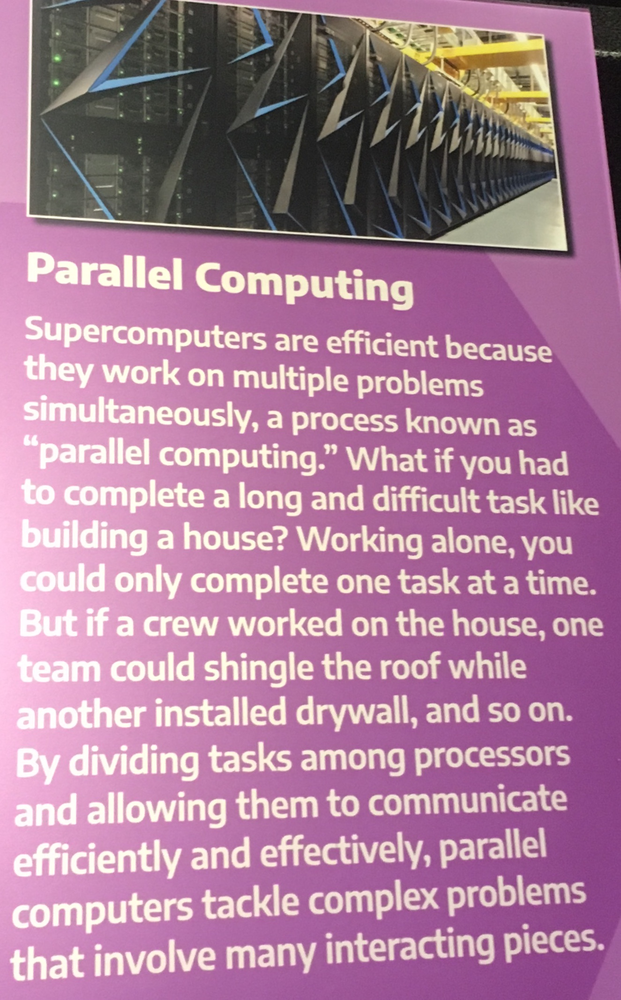 Parallel Computing
Supercomputers are efficient because
they work on multiple problems
simultaneously, a process known as
“parallel computing.” What if you had
to complete a long and difficult task like
building a house? Working alone, you
could only complete one task at a time.
But if a crew worked on the house, one
team could shingle the roof while
another installed drywall, and so on.
By dividing tasks among processors
and allowing them to communicate
efficiently and effectively, parallel
computers tackle complex problems
that involve many interacting pieces.